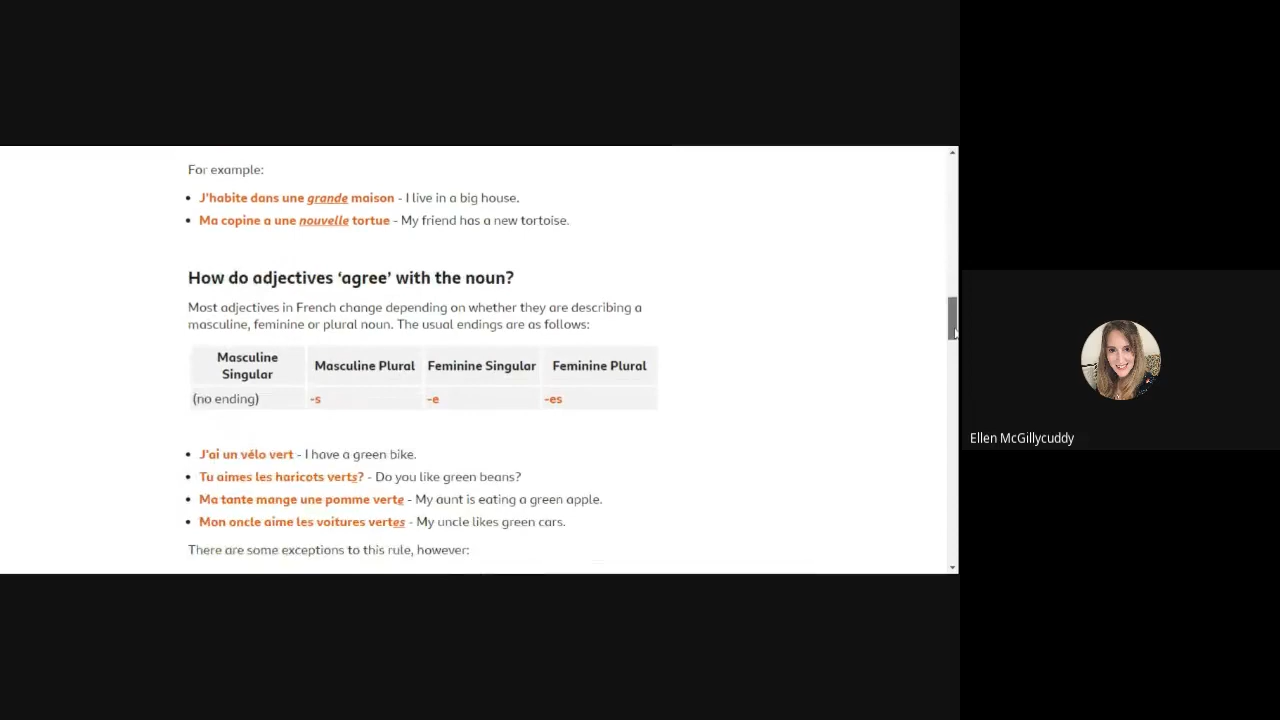 For example:
J'habite dans une grande maison - I live in a big house.
Ma copine a une nouvelle tortue - My friend has a new tortoise.
How do adjectives ‘agree’ with the noun?
Most adjectives in French change depending on whether they are describing a
masculine, feminine or plural noun. The usual endings are as follows:
Masculine Singular Masculine Plural Feminine Singular Feminine Plural
(no ending) -s -e -es
J'ai un vélo vert - I have a green bike.
Tu aimes les haricots verts? - Do you like green beans?
Ma tante mange une pomme verte - My aunt is eating a green apple.
Mon oncle aime les voitures vertes - My uncle likes green cars.
There are some exceptions to this rule, however:
Ellen McGillycuddy